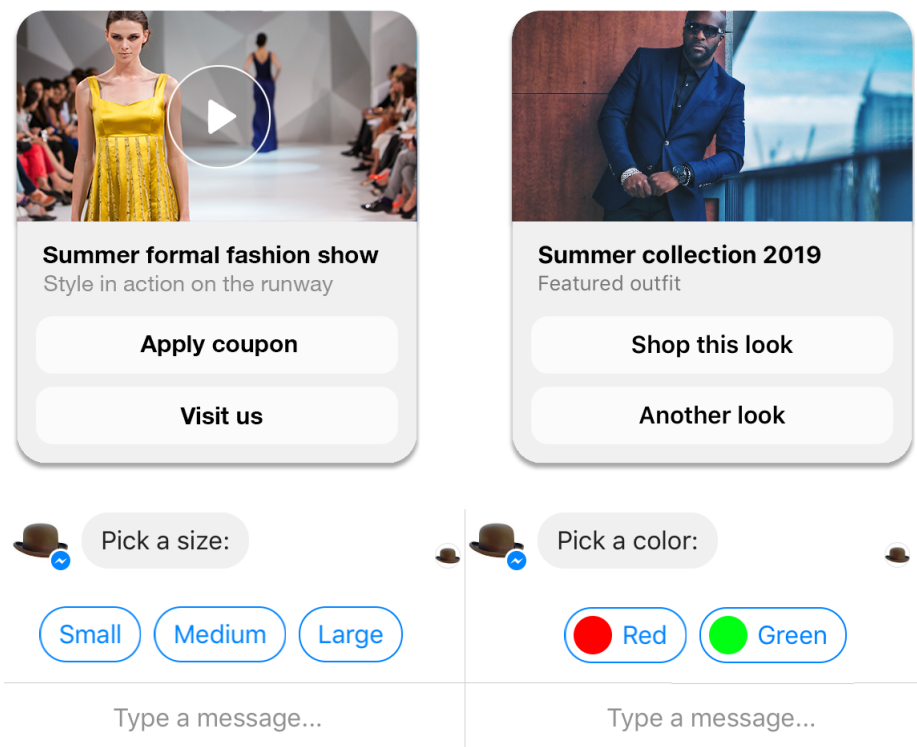 Summer formal fashion show
Style in action on the runway
Apply coupon
Visit us
Summer collection 2019
Featured outfit
Shop this look
Another look
Pick a size:
Small Medium Large
Type a message...
Pick a color:
Red Green
Type a message...